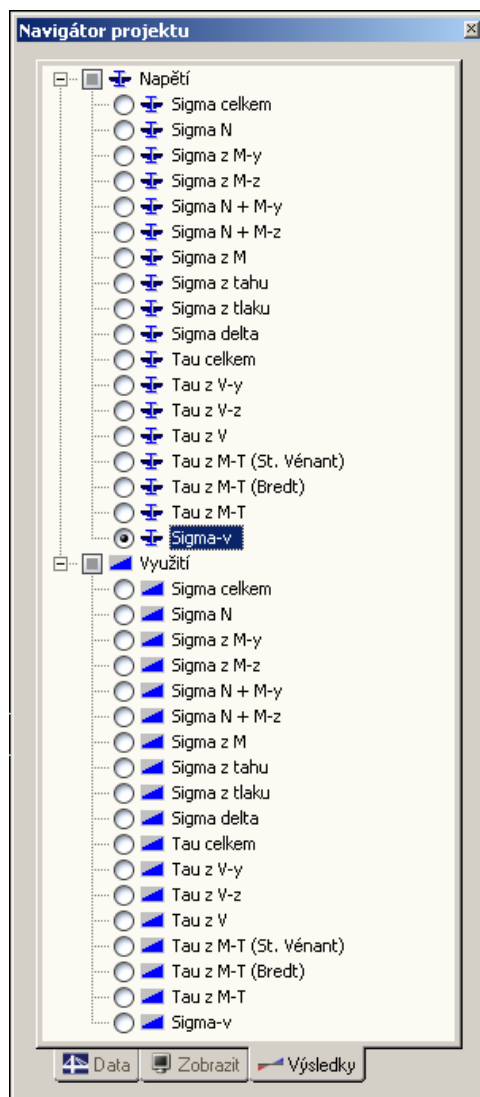 Navigátor projektu
Napětí
Sigma celkem
Sigma N
Sigma z M-y
Sigma z M-z
Sigma N + M-y
Sigma N + M-z
Sigma z M
Sigma z tahu
Sigma z tlaku
Sigma delta
Tau celkem
Tau z V-y
Tau z V-z
Tau z V
Tau z M-T (St. Vénant)
Tau z M-T (Bredt)
Tau z M-T
Sigma-v
Využití
Sigma celkem
Sigma N
Sigma z M-y
Sigma z M-z
Sigma N + M-y
Sigma N + M-z
Sigma z M
Sigma z tahu
Sigma z tlaku
Sigma delta
Tau celkem
Tau z V-y
Tau z V-z
Tau z V
Tau z M-T (St. Vénant)
Tau z M-T (Bredt)
Tau z M-T
Sigma-v
Data Zobrazit Výsledky